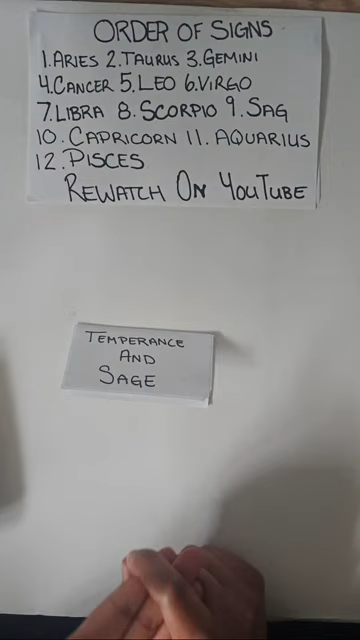 ORDER OF SIGNS
1.ARIES 2.TAURUS 3.GEMINI
4.CANCER 5.LEO 6.VIRGO
7.LIBRA 8.SCORPIO 9.SAG
10.CAPRICORN 11.AQUARIUS
12.PISCES
REWATCH ON YOUTUBE
TEMPERANCE
AND
SAGE